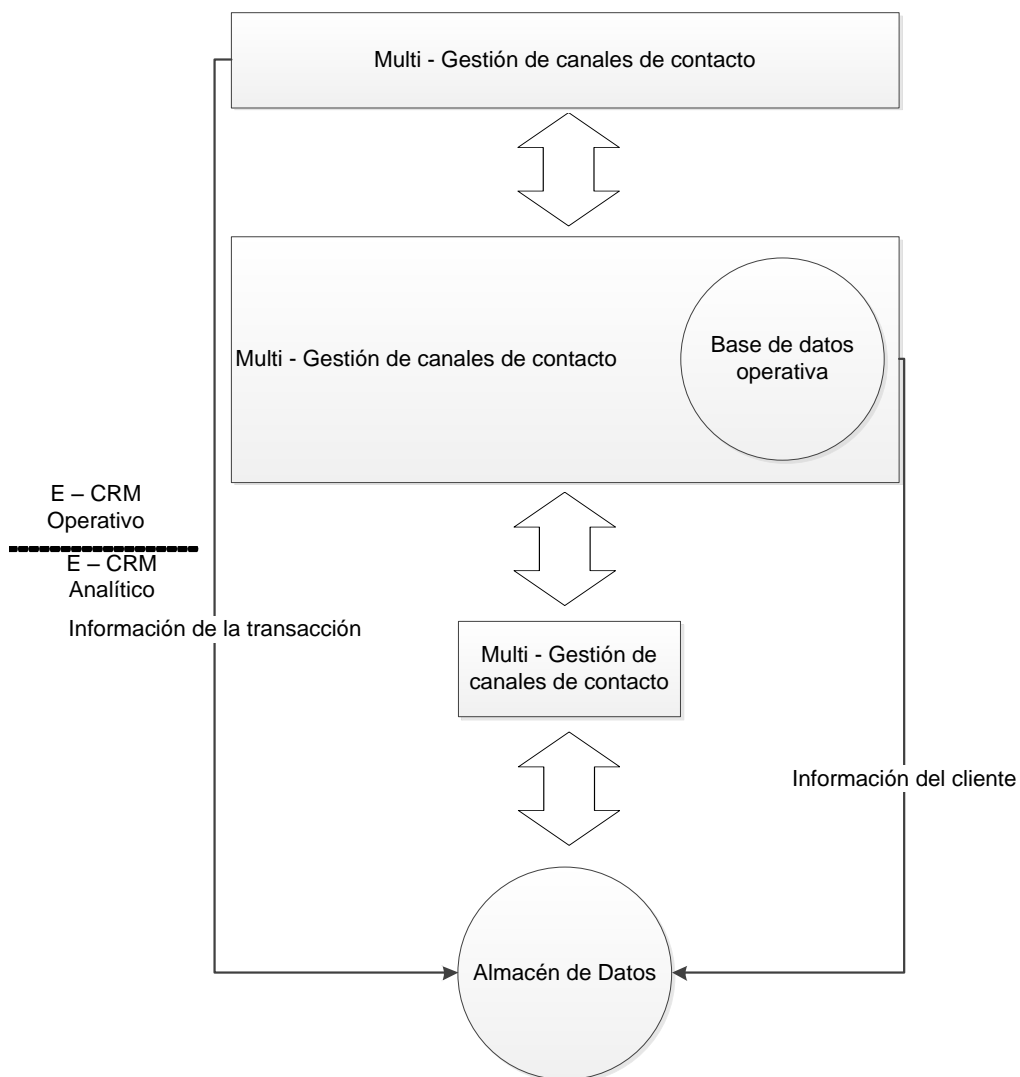 Multi - Gestión de canales de contacto
Multi - Gestión de canales de contacto
Base de datos
operativa
E – CRM
Operativo
E – CRM
Analítico
Información de la transacción
Multi - Gestión de
canales de contacto
Información del cliente
Almacén de Datos